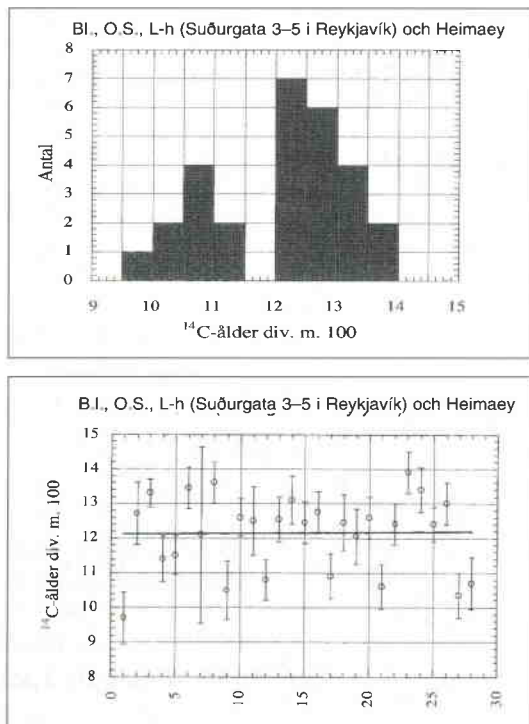 Bl., O.S., L-h (Suðurgata 3–5 i Reykjavík) och Heimaey
8
7
6
5
4
3
2
1
0
Antal
9 10 11 12 13 14 15
¹⁴C-ålder div. m. 100
B.I., O.S., L-h (Suðurgata 3–5 i Reykjavík) och Heimaey
15
14
13
12
11
10
9
8
¹⁴C-ålder div. m. 100
0 5 10 15 20 25 30